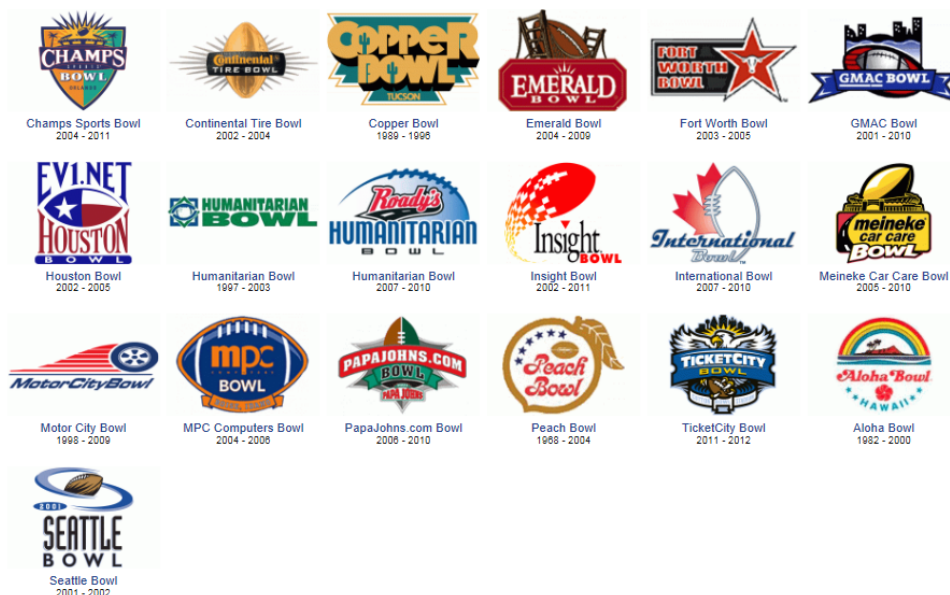 CHAMPS
SPORTS
BOWL
ORLANDO
Continental
TIRE BOWL
COPPER
BOWL
TUCSON
EMERALD
BOWL
FORT
WORTH
BOWL
GMAC BOWL
Champs Sports Bowl
2004 - 2011
Continental Tire Bowl
2002 - 2004
Copper Bowl
1989 - 1996
Emerald Bowl
2004 - 2009
Fort Worth Bowl
2003 - 2005
GMAC Bowl
2001 - 2010
EV1.NET
HOUSTON
BOWL
HUMANITARIAN
BOWL
Roady's
HUMANITARIAN
BOWL
Insight
BOWL
International
Bowl
TM
meineke
car care
BOWL
Houston Bowl
2002 - 2005
Humanitarian Bowl
1997 - 2003
Humanitarian Bowl
2007 - 2010
Insight Bowl
2002 - 2011
International Bowl
2007 - 2010
Meineke Car Care Bowl
2005 - 2010
MotorCityBowl
mpc
COMPUTERS
BOWL
PAPAJOHNS.COM
BOWL
PAPA JOHNS
Peach
Bowl
TICKETCITY
BOWL
Aloha Bowl
HAWAII
Motor City Bowl
1998 - 2009
MPC Computers Bowl
2004 - 2006
PapaJohns.com Bowl
2006 - 2010
Peach Bowl
1968 - 2004
TicketCity Bowl
2011 - 2012
Aloha Bowl
1982 - 2000
2001
SEATTLE
BOWL
Seattle Bowl
2001 - 2002